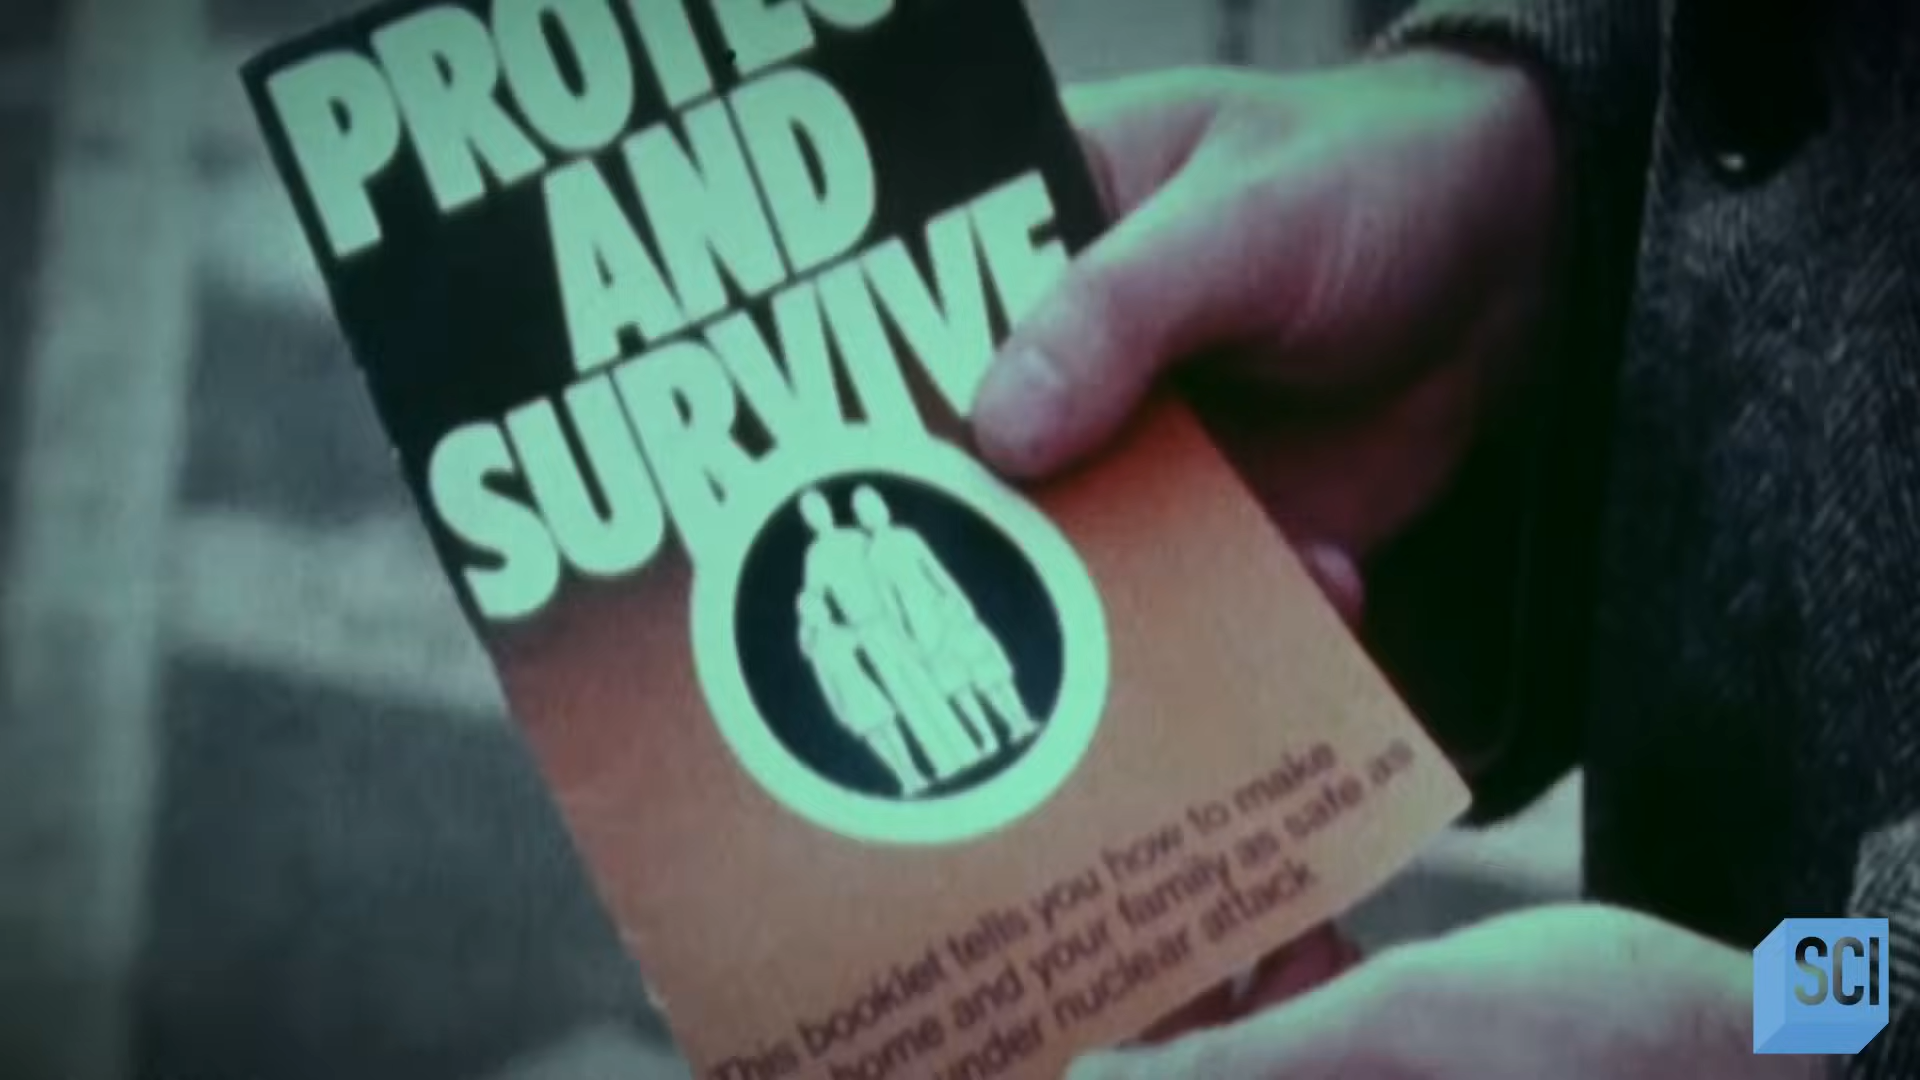 PROTEC
AND
SURVIVE
This booklet tells you how to make
home and your family as safe as
under nuclear attack
SCI